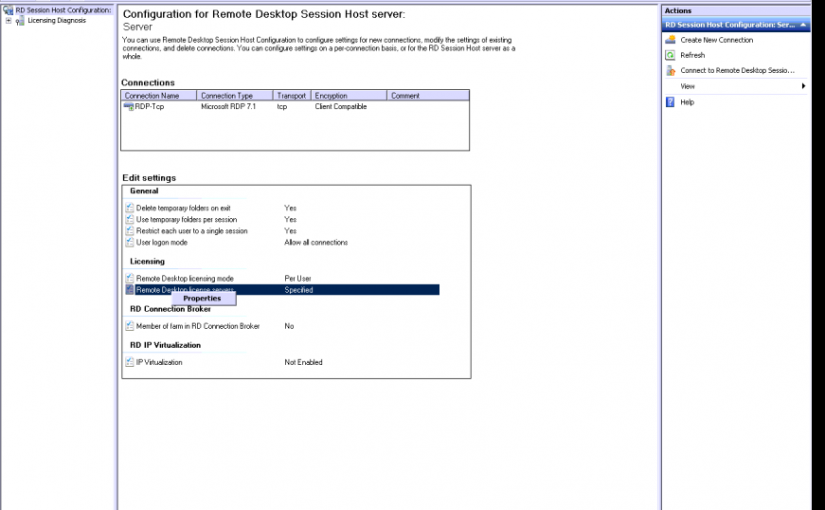 RD Session Host Configuration:
Licensing Diagnosis
Configuration for Remote Desktop Session Host server:
Server
You can use Remote Desktop Session Host Configuration to configure settings for new connections, modify the settings of existing
connections, and delete connections. You can configure settings on a per-connection basis, or for the RD Session Host server as a
whole.
Connections
Connection Name Connection Type Transport Encryption Comment
RDP-Tcp Microsoft RDP 7.1 tcp Client Compatible
Edit settings
General
Delete temporary folders on exit Yes
Use temporary folders per session Yes
Restrict each user to a single session Yes
User logon mode Allow all connections
Licensing
Remote Desktop licensing mode Per User
Remote Desktop license servers Specified
Properties
RD Connection Broker
Member of farm in RD Connection Broker No
RD IP Virtualization
IP Virtualization Not Enabled
Actions
RD Session Host Configuration: Ser...
Create New Connection
Refresh
Connect to Remote Desktop Sessio...
View
Help